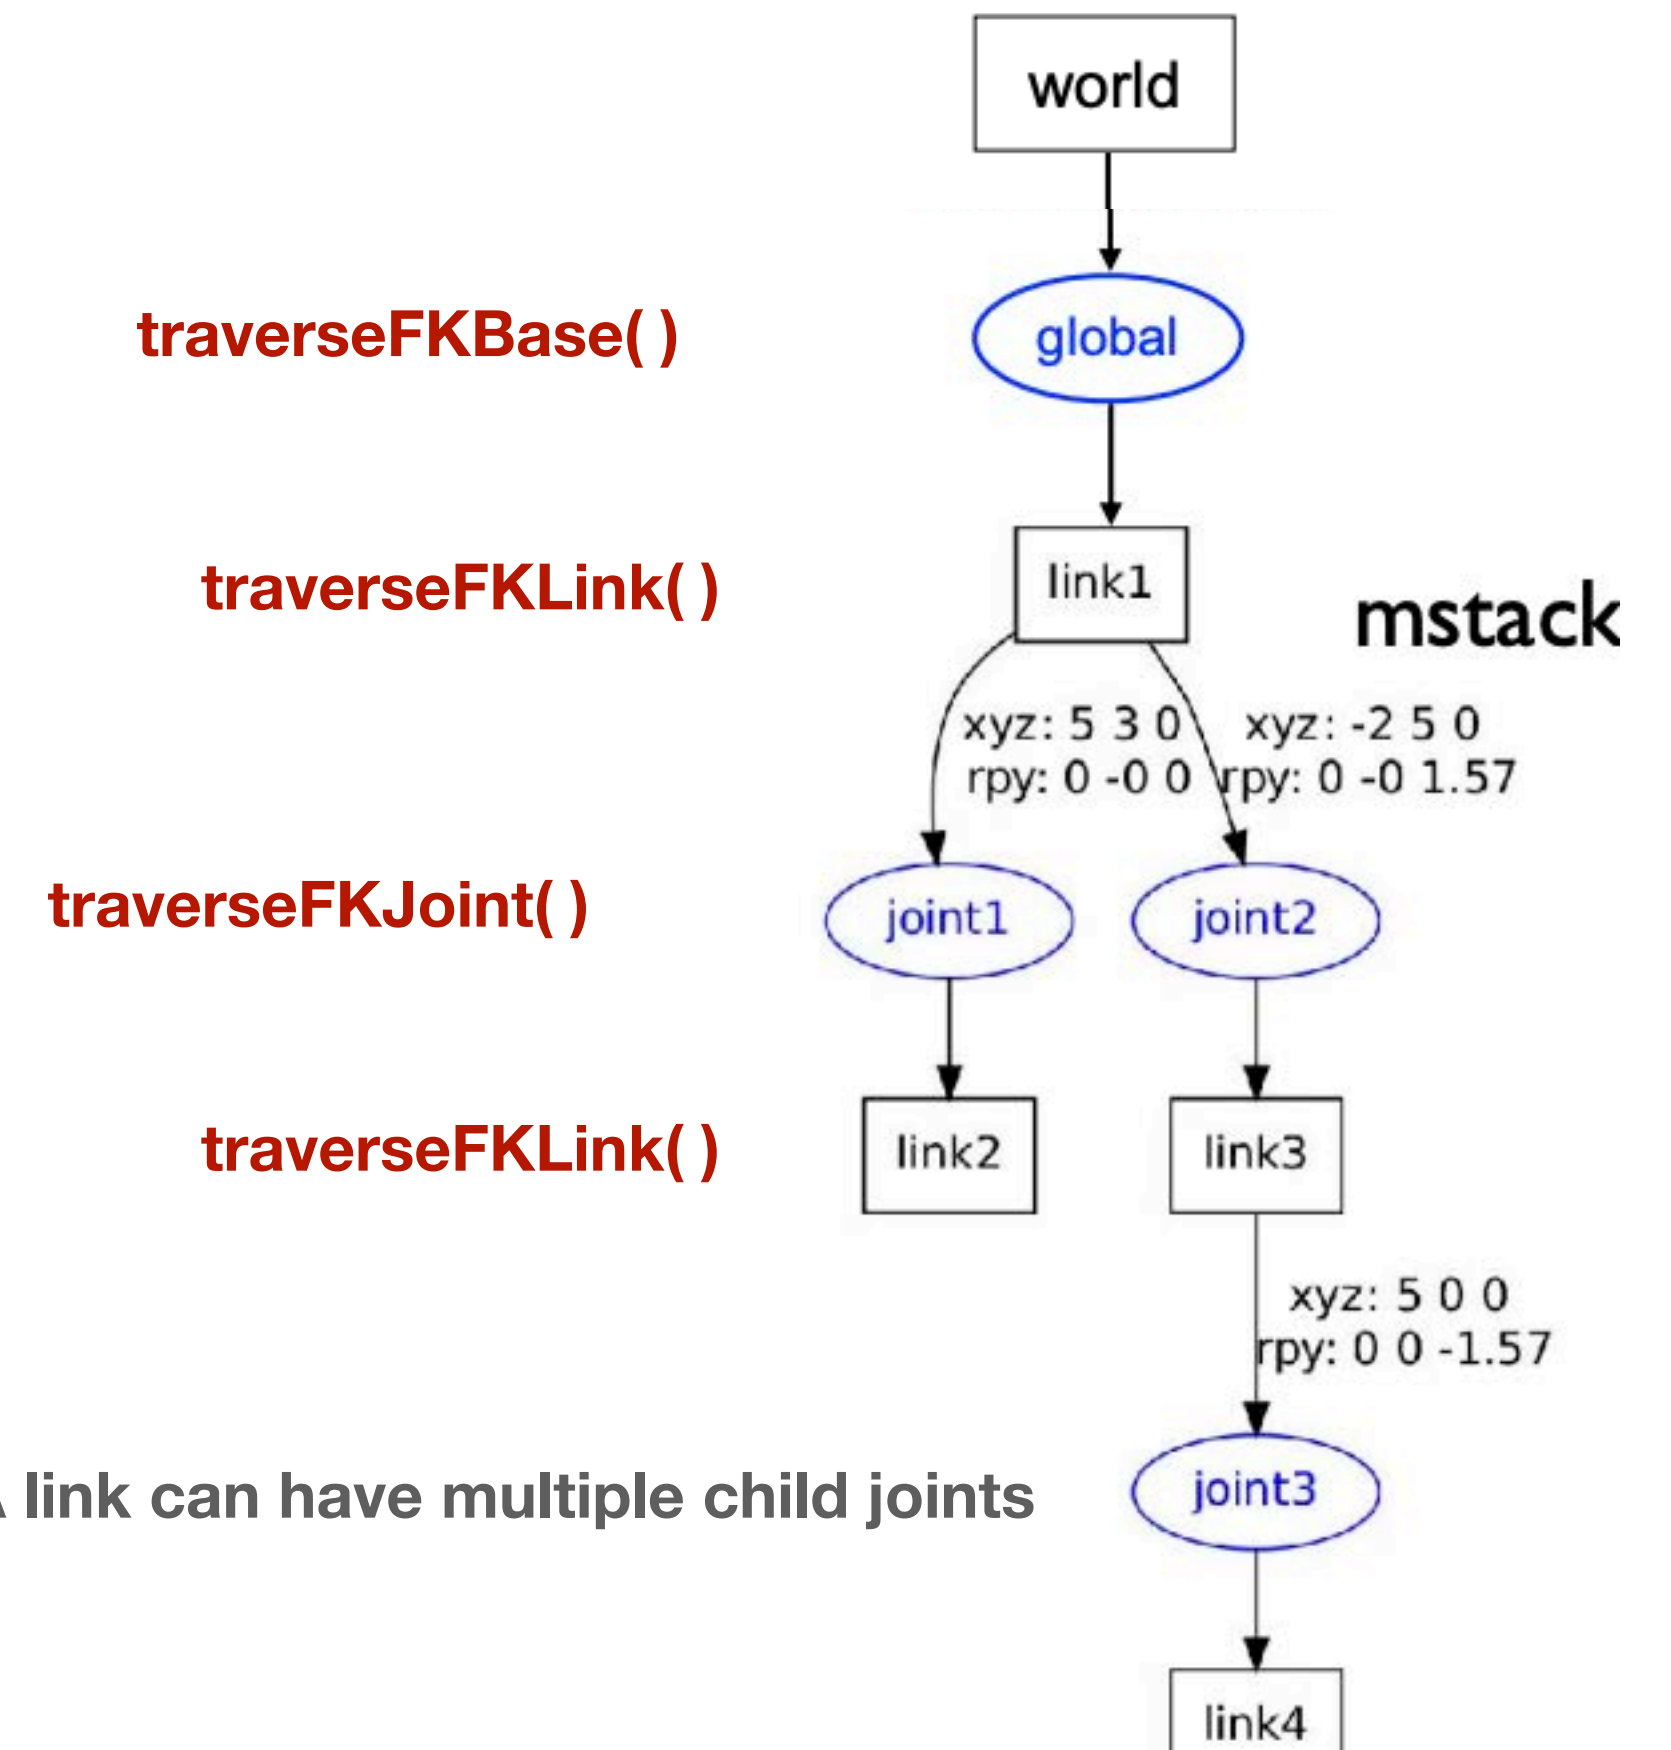 world
traverseFKBase( )
global
traverseFKLink( )
link1
mstack
xyz: 5 3 0
rpy: 0 -0 0
xyz: -2 5 0
rpy: 0 -0 1.57
traverseFKJoint( )
joint1
joint2
traverseFKLink( )
link2
link3
xyz: 5 0 0
rpy: 0 0 -1.57
A link can have multiple child joints
joint3
link4